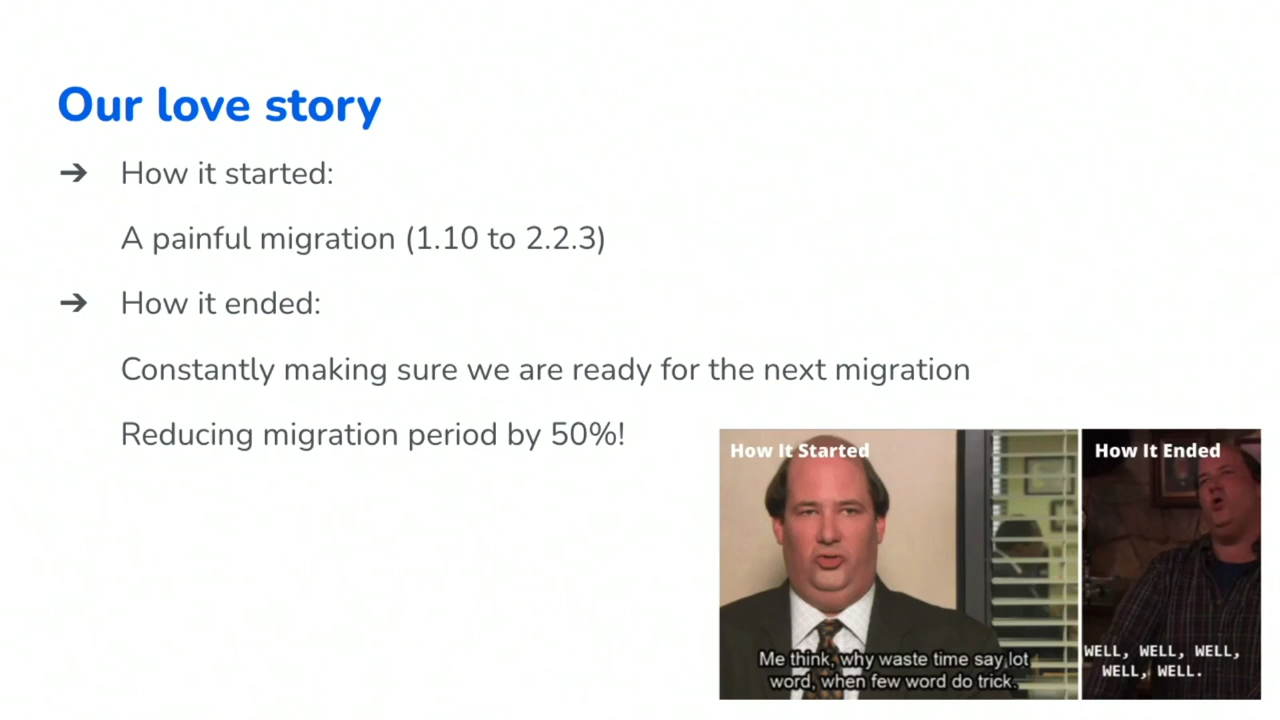 Our love story
➔ How it started:
A painful migration (1.10 to 2.2.3)
➔ How it ended:
Constantly making sure we are ready for the next migration
Reducing migration period by 50%!
How It Started
Me think, why waste time say lot
word, when few word do trick.
How It Ended
WELL, WELL, WELL,
WELL, WELL.